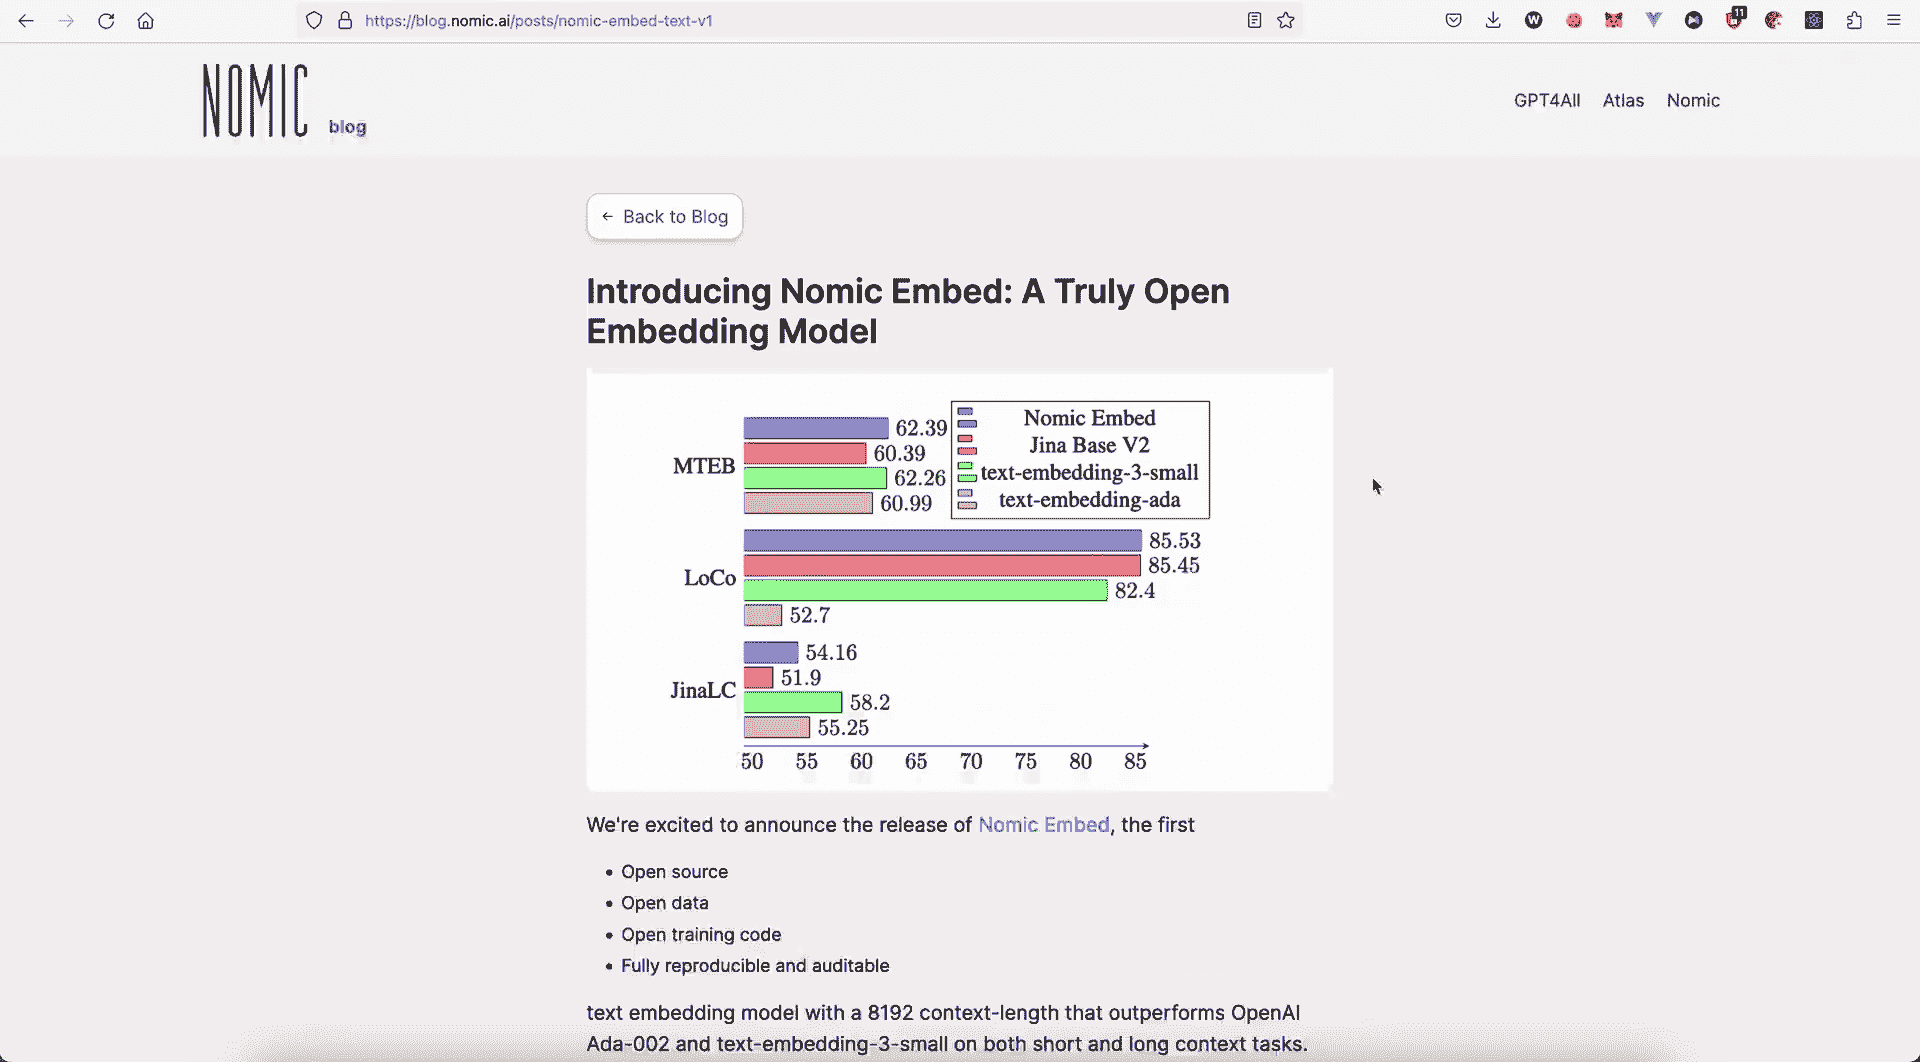 https://blog.nomic.ai/posts/nomic-embed-text-v1
W
11
NOMIC blog
GPT4All Atlas Nomic
← Back to Blog
Introducing Nomic Embed: A Truly Open
Embedding Model
MTEB
62.39
60.39
62.26
60.99
Nomic Embed
Jina Base V2
text-embedding-3-small
text-embedding-ada
LoCo
85.53
85.45
82.4
52.7
JinaLC
54.16
51.9
58.2
55.25
50 55 60 65 70 75 80 85
We're excited to announce the release of Nomic Embed, the first
• Open source
• Open data
• Open training code
• Fully reproducible and auditable
text embedding model with a 8192 context-length that outperforms OpenAI
Ada-002 and text-embedding-3-small on both short and long context tasks.